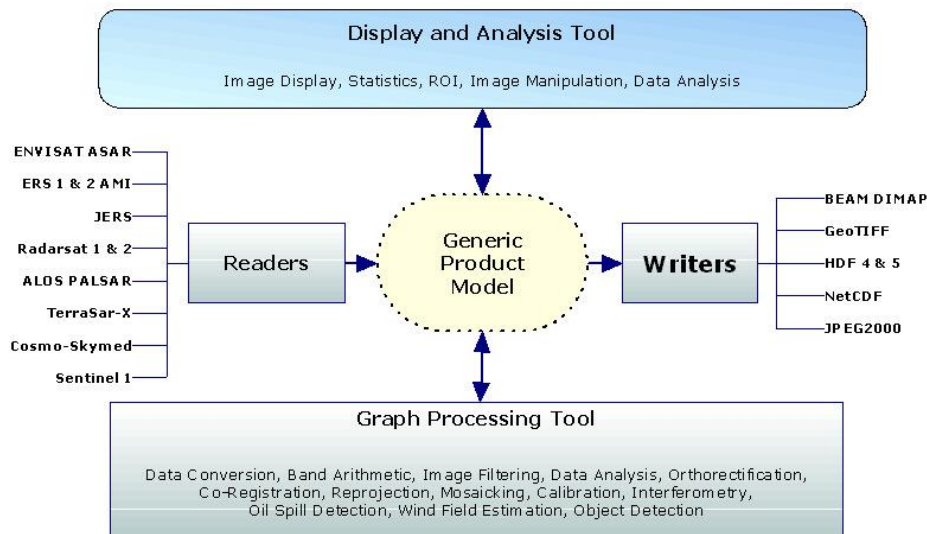 Display and Analysis Tool
Image Display, Statistics, ROI, Image Manipulation, Data Analysis
ENVISAT ASAR
ERS 1 & 2 AMI
JERS
Radarsat 1 & 2
ALOS PALSAR
TerraSar-X
Cosmo-Skymed
Sentinel 1
Readers
Generic
Product
Model
Writers
BEAM DIMAP
GeoTIFF
HDF 4 & 5
NetCDF
JPEG2000
Graph Processing Tool
Data Conversion, Band Arithmetic, Image Filtering, Data Analysis, Orthorectification,
Co-Registration, Reprojection, Mosaicking, Calibration, Interferometry,
Oil Spill Detection, Wind Field Estimation, Object Detection